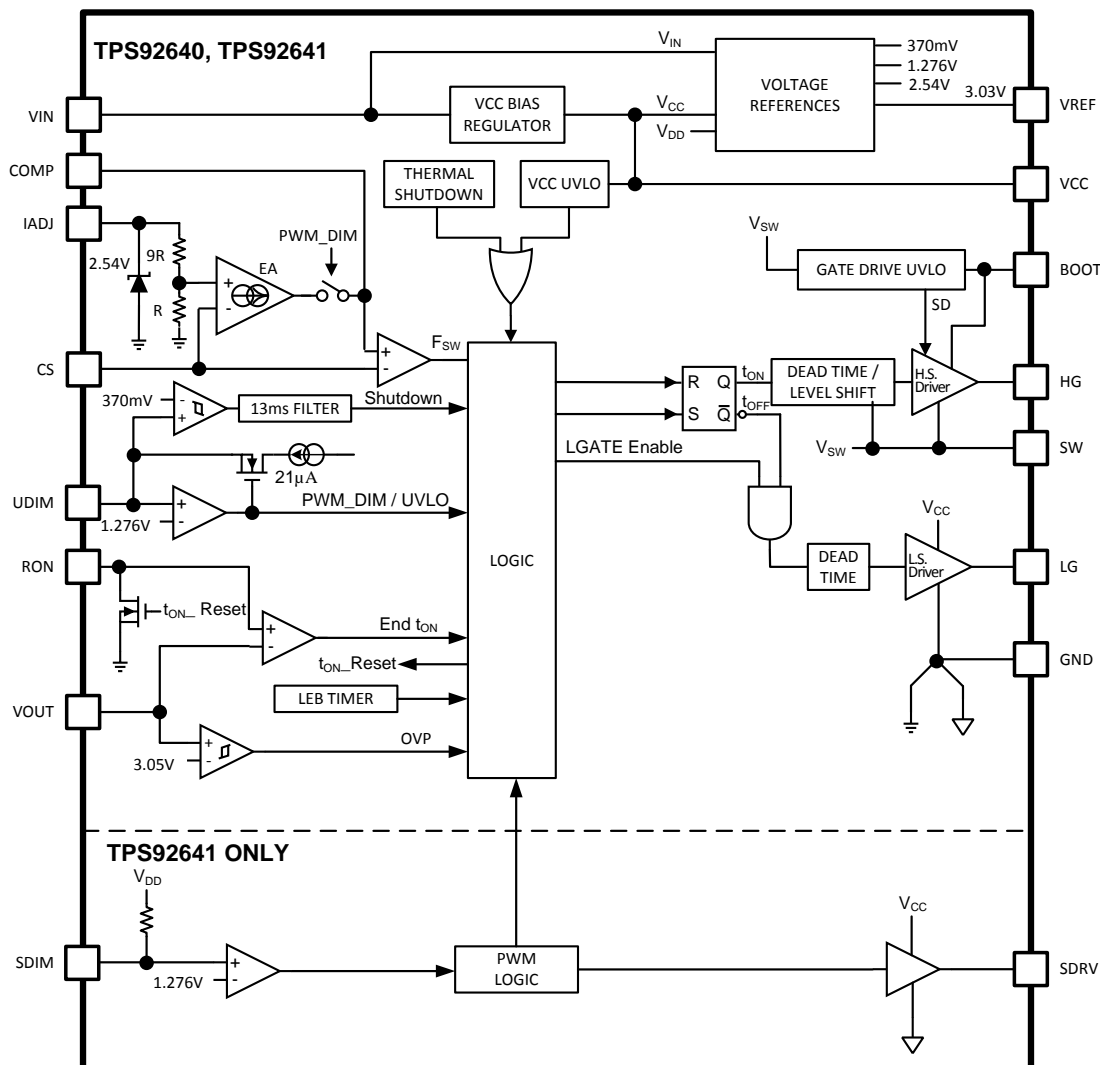 TPS92640, TPS92641
VIN
370mV
1.276V
2.54V
VOLTAGE
REFERENCES
3.03V
VREF
VIN
VCC BIAS
REGULATOR
VCC
VDD
COMP
THERMAL
SHUTDOWN
VCC UVLO
VCC
IADJ
2.54V
9R
R
EA
+
-
PWM_DIM
VSW
GATE DRIVE UVLO
BOOT
SD
CS
+
-
FSW
R
S
Q
Q
tON
tOFF
DEAD TIME /
LEVEL SHIFT
H.S.
Driver
HG
370mV
-
+
13ms FILTER
Shutdown
VSW
SW
LGATE Enable
21µA
UDIM
+
-
1.276V
PWM_DIM / UVLO
LOGIC
VCC
RON
DEAD
TIME
L.S.
Driver
LG
tON_ Reset
+
-
End tON
tON_Reset
GND
LEB TIMER
VOUT
+
-
3.05V
OVP
TPS92641 ONLY
VDD
VCC
SDIM
+
-
1.276V
PWM
LOGIC
SDRV